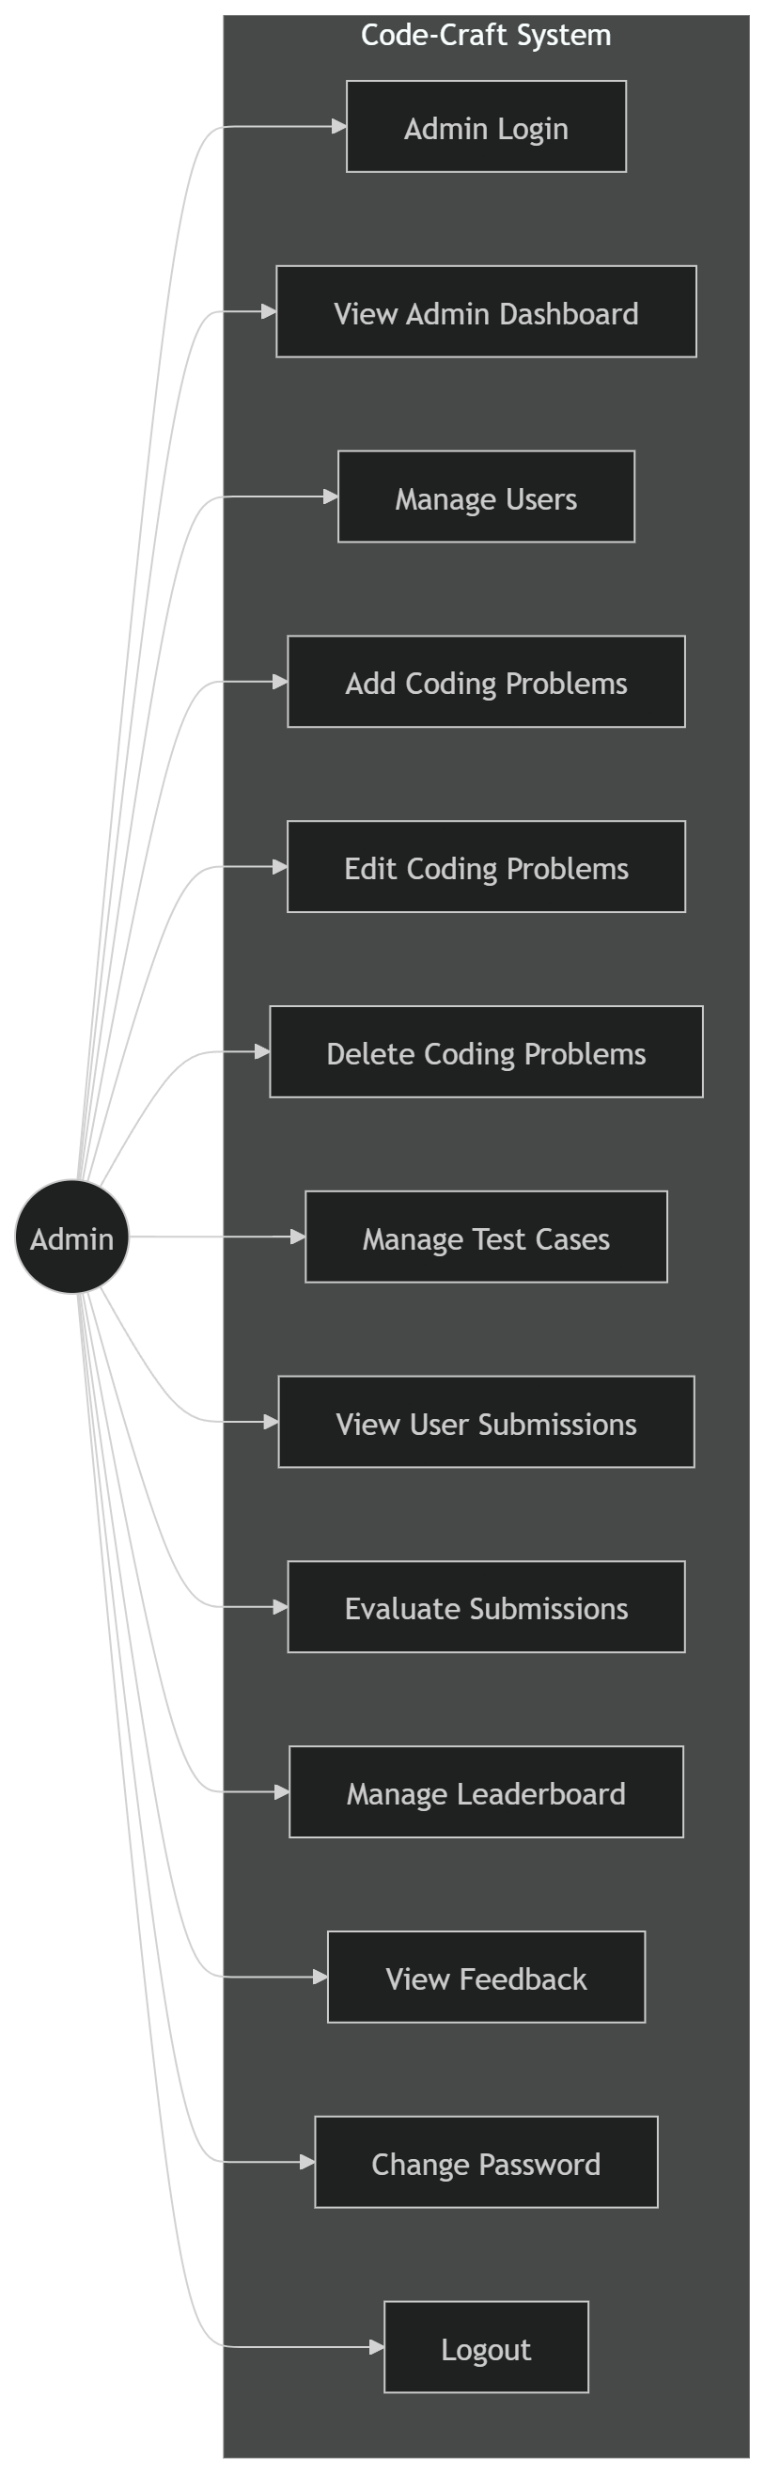 Code-Craft System
Admin Login
View Admin Dashboard
Manage Users
Add Coding Problems
Edit Coding Problems
Delete Coding Problems
Admin
Manage Test Cases
View User Submissions
Evaluate Submissions
Manage Leaderboard
View Feedback
Change Password
Logout